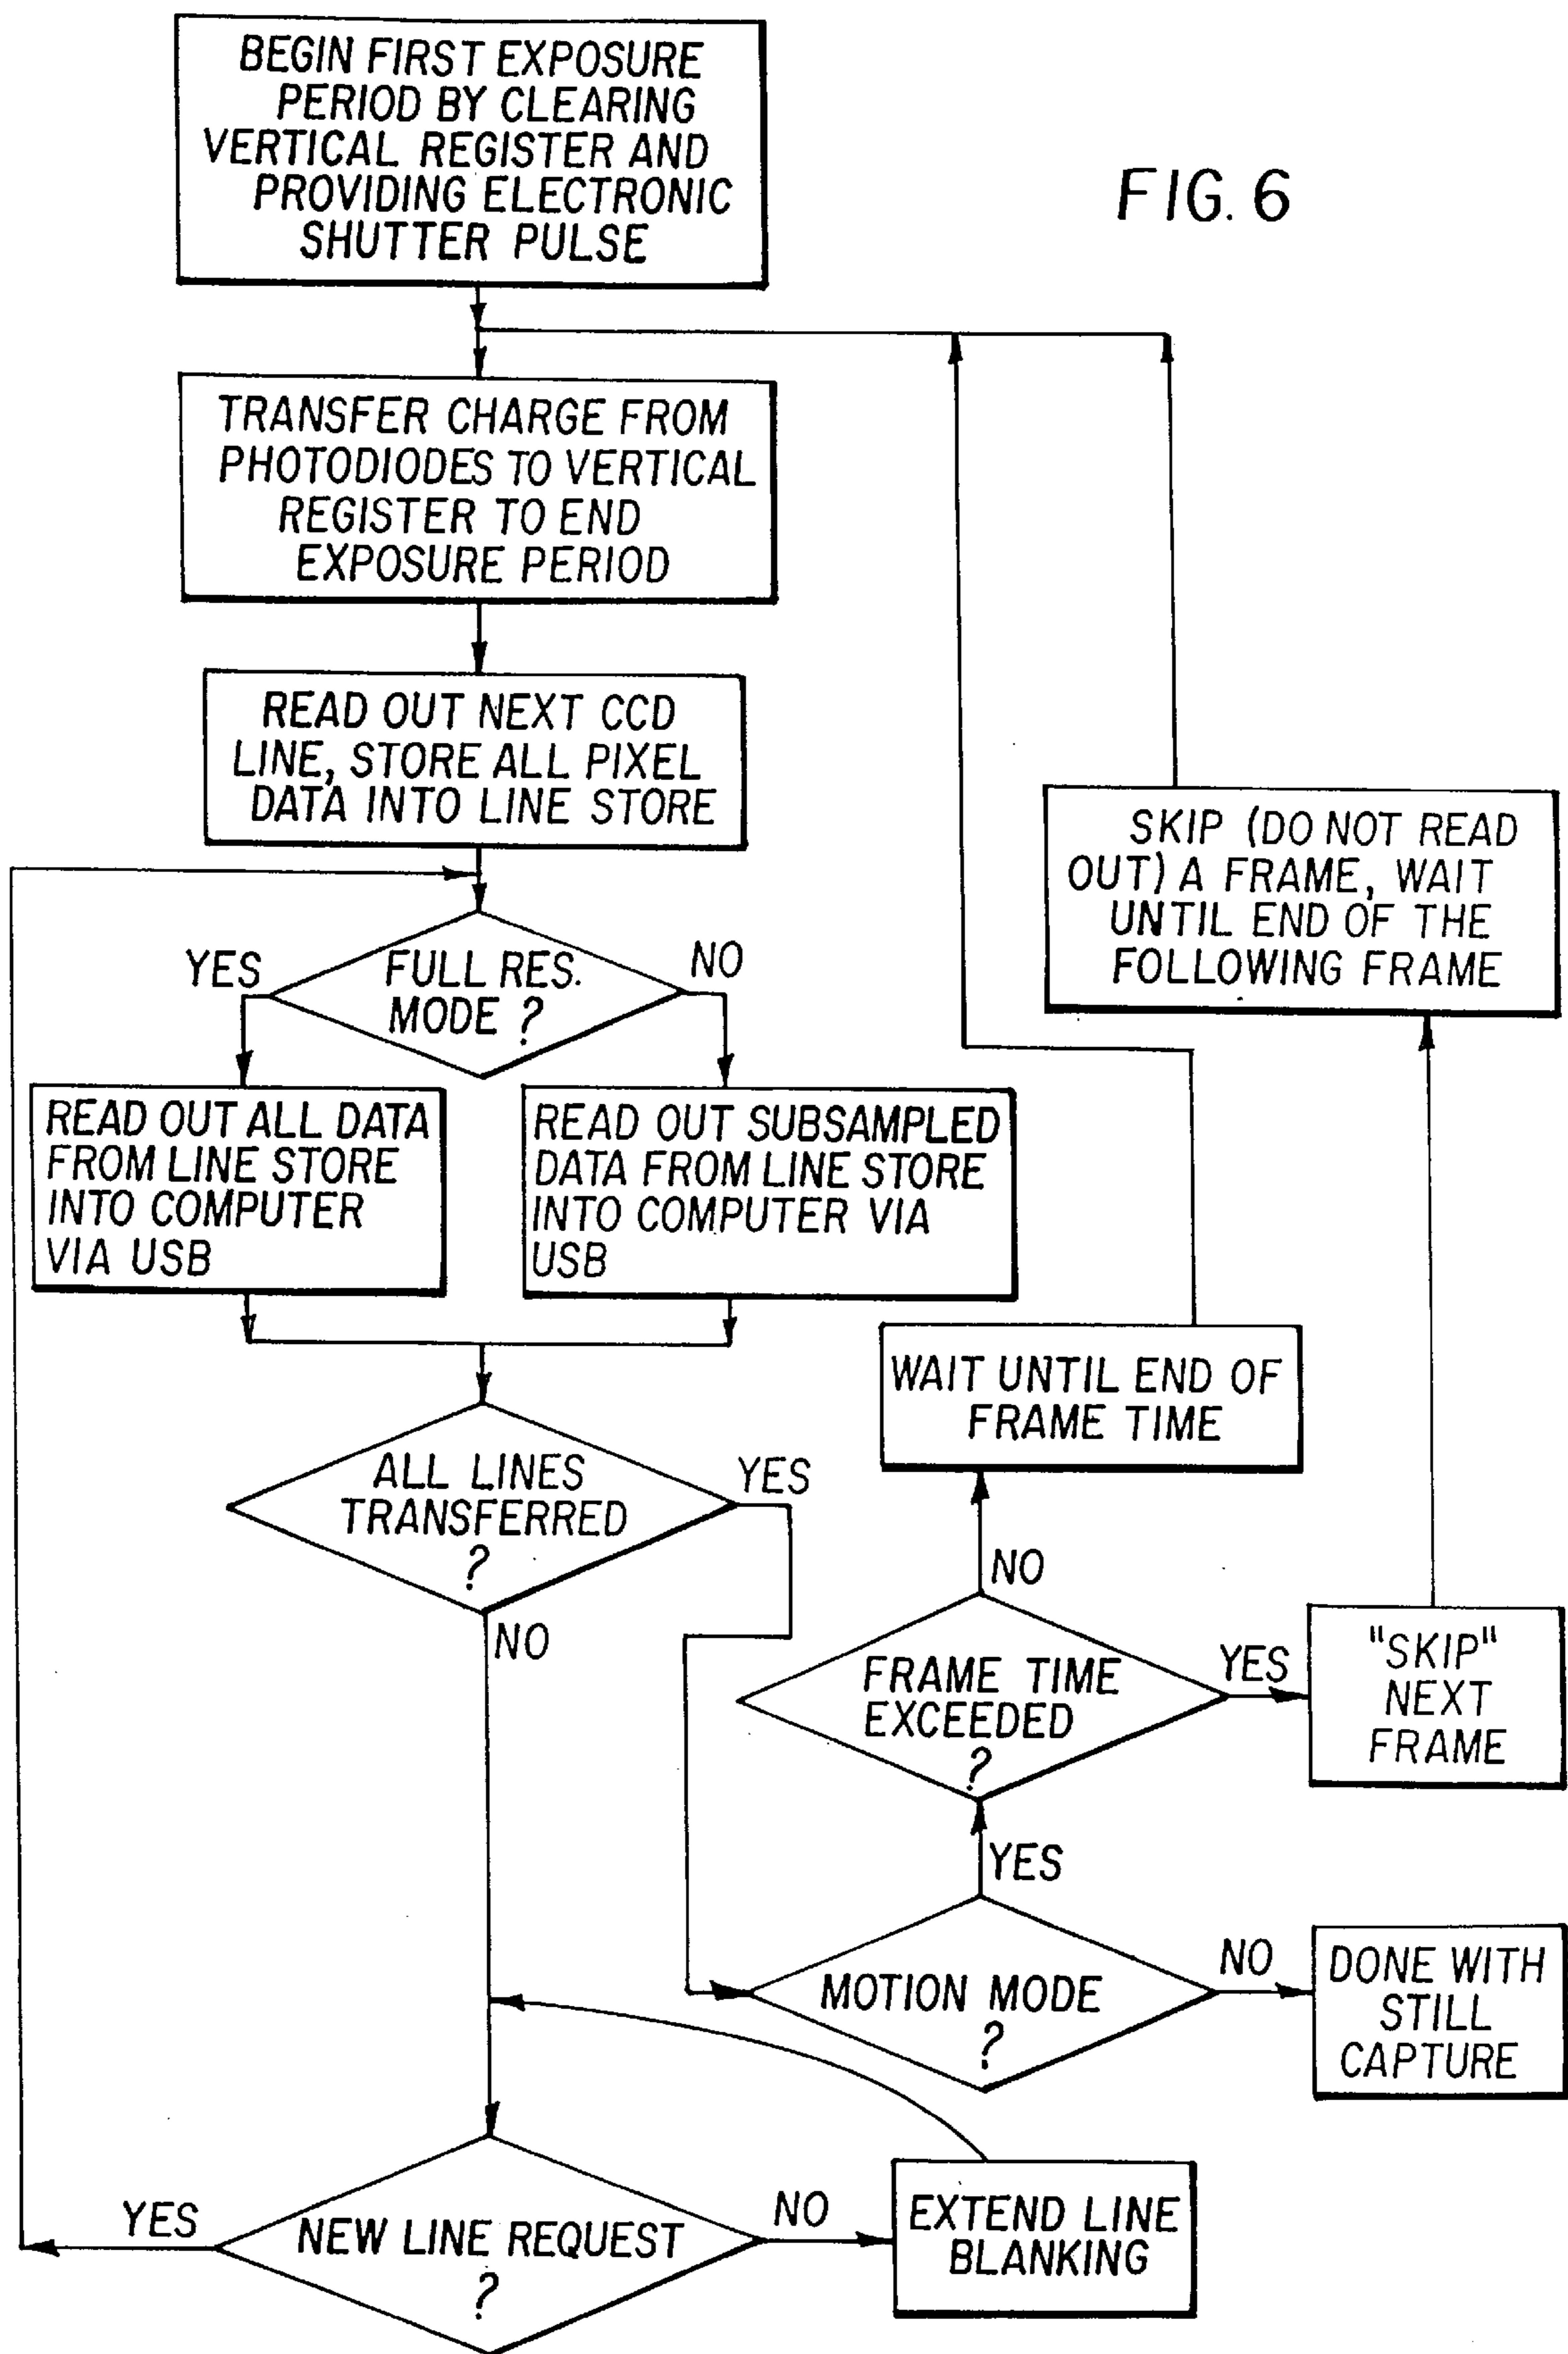 BEGIN FIRST EXPOSURE
PERIOD BY CLEARING
VERTICAL REGISTER AND
PROVIDING ELECTRONIC
SHUTTER PULSE
FIG. 6
TRANSFER CHARGE FROM
PHOTODIODES TO VERTICAL
REGISTER TO END
EXPOSURE PERIOD
READ OUT NEXT CCD
LINE, STORE ALL PIXEL
DATA INTO LINE STORE
SKIP (DO NOT READ
OUT) A FRAME, WAIT
UNTIL END OF THE
FOLLOWING FRAME
YES
FULL RES.
MODE ?
NO
READ OUT ALL DATA
FROM LINE STORE
INTO COMPUTER
VIA USB
READ OUT SUBSAMPLED
DATA FROM LINE STORE
INTO COMPUTER VIA
USB
WAIT UNTIL END OF
FRAME TIME
ALL LINES
TRANSFERRED
?
YES
NO
NO
FRAME TIME
EXCEEDED
?
YES
"SKIP"
NEXT
FRAME
YES
MOTION MODE
?
NO
DONE WITH
STILL
CAPTURE
YES
NEW LINE REQUEST
?
NO
EXTEND LINE
BLANKING